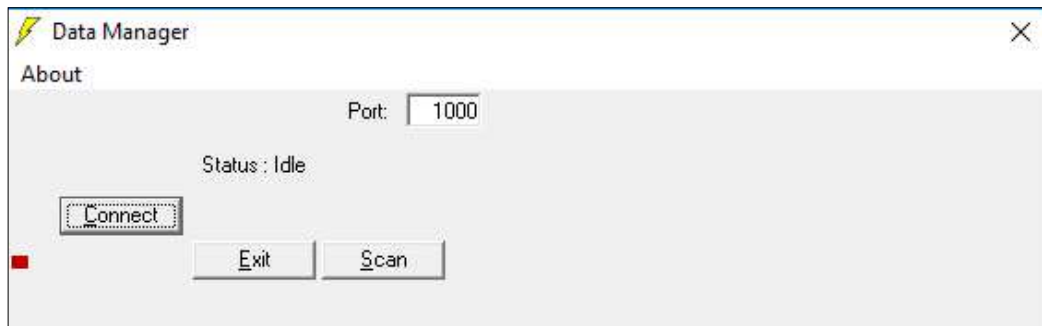 Data Manager
About
Port: 1000
Status : Idle
Connect
Exit Scan